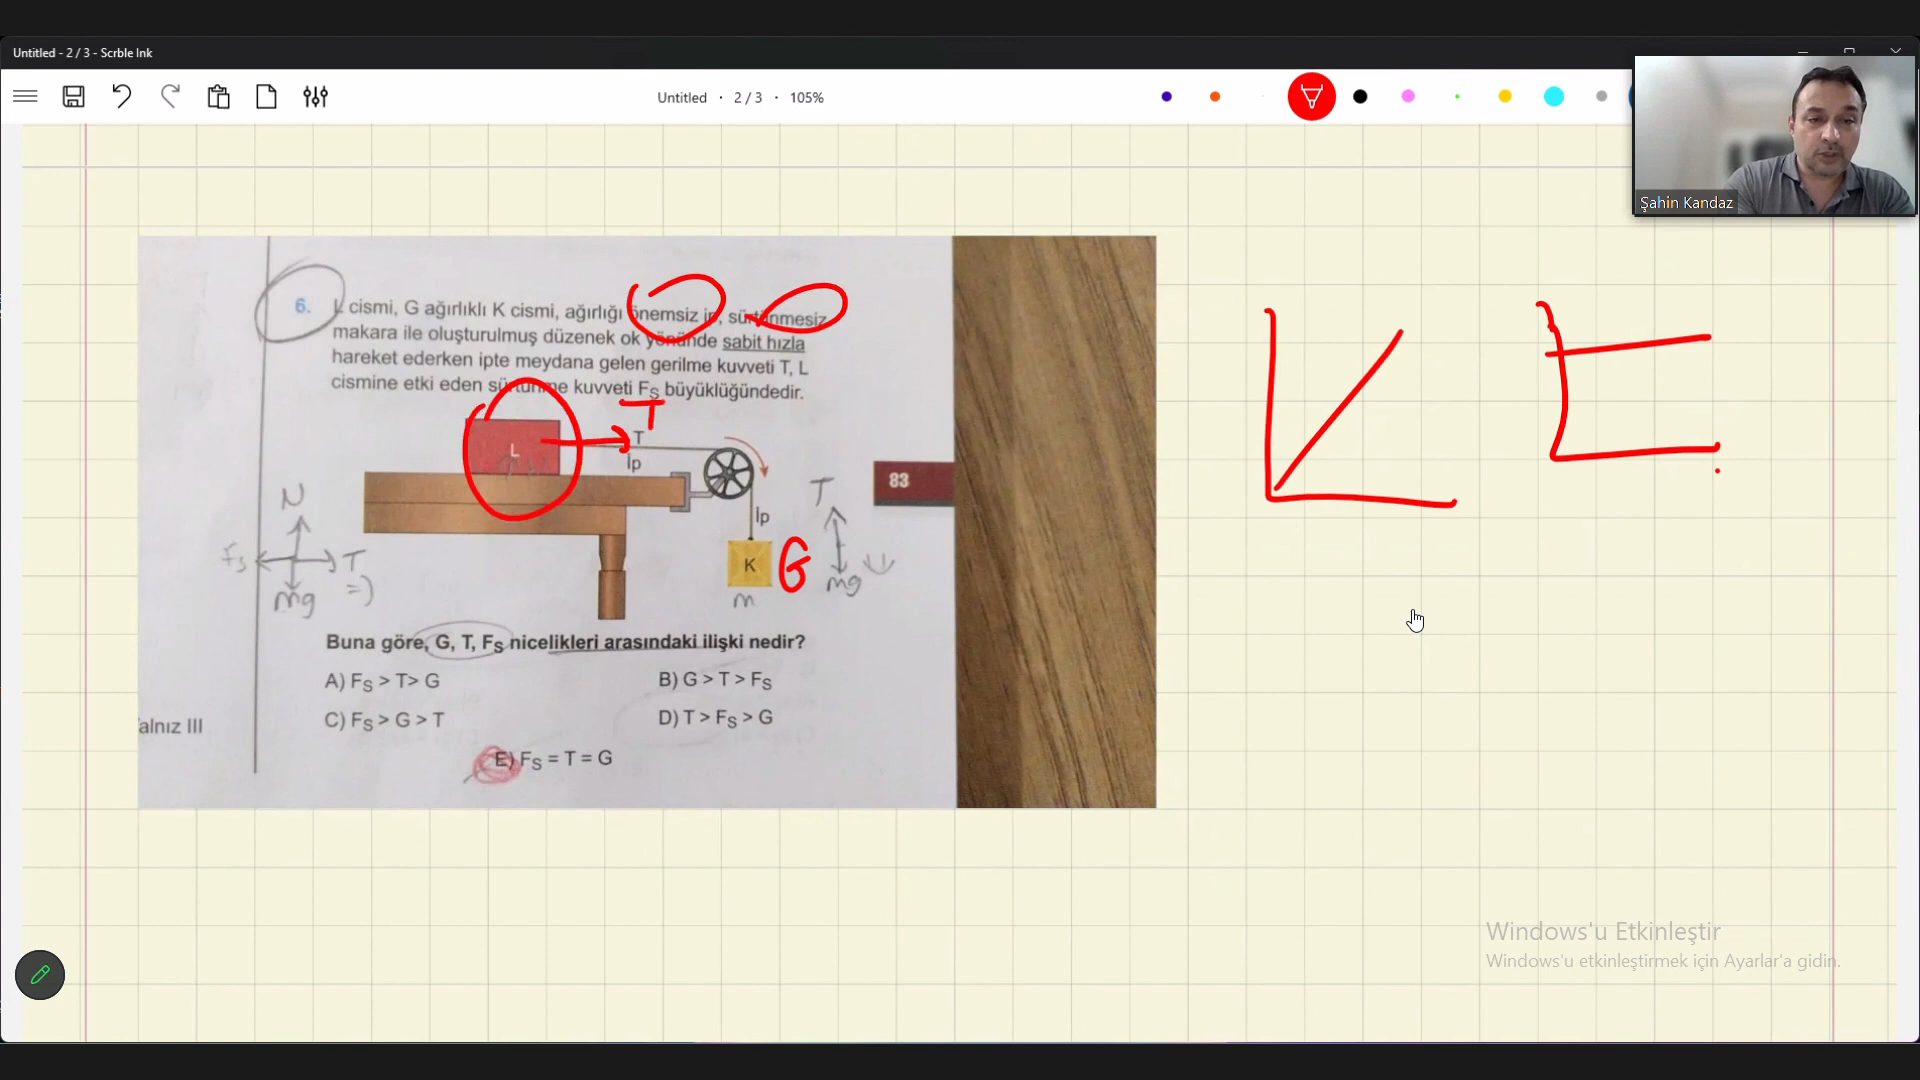 Untitled - 2 / 3 - Scrble Ink
Untitled · 2 / 3 · 105%
Şahin Kandaz
6. L cismi, G ağırlıklı K cismi, ağırlığı önemsiz ip, sürtünmesiz
makara ile oluşturulmuş düzenek ok yönünde sabit hızla
hareket ederken ipte meydana gelen gerilme kuvveti T, L
cismine etki eden sürtünme kuvveti FS büyüklüğündedir.
T
L
T
İp
83
N
T
İp
Fs
T
K
G
mg
mg
=)
m
Buna göre, G, T, FS nicelikleri arasındaki ilişki nedir?
A) FS > T> G
B) G > T > FS
C) FS > G > T
D) T > FS > G
alnız III
E) FS = T = G
Windows'u Etkinleştir
Windows'u etkinleştirmek için Ayarlar'a gidin.